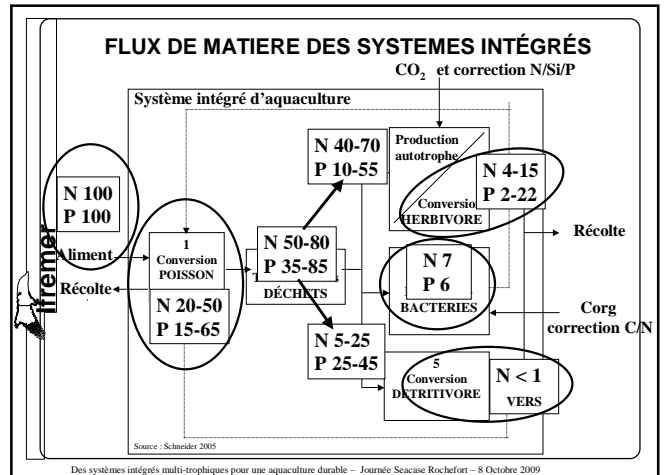 FLUX DE MATIERE DES SYSTEMES INTÉGRÉS
CO2 et correction N/Si/P
Système intégré d'aquaculture
N 100
P 100
Aliment
Récolte
1
Conversion
POISSON
N 20-50
P 15-65
N 50-80
P 35-85
DÉCHETS
N 40-70
P 10-55
N 5-25
P 25-45
Production
autotrophe
Conversion
HERBIVORE
N 4-15
P 2-22
N 7
P 6
BACTERIES
5
Conversion
DETRITIVORE
N < 1
VERS
Récolte
Corg
correction C/N
Source : Schneider 2005
Ifremer
Des systèmes intégrés multi-trophiques pour une aquaculture durable – Journée Seacase Rochefort – 8 Octobre 2009